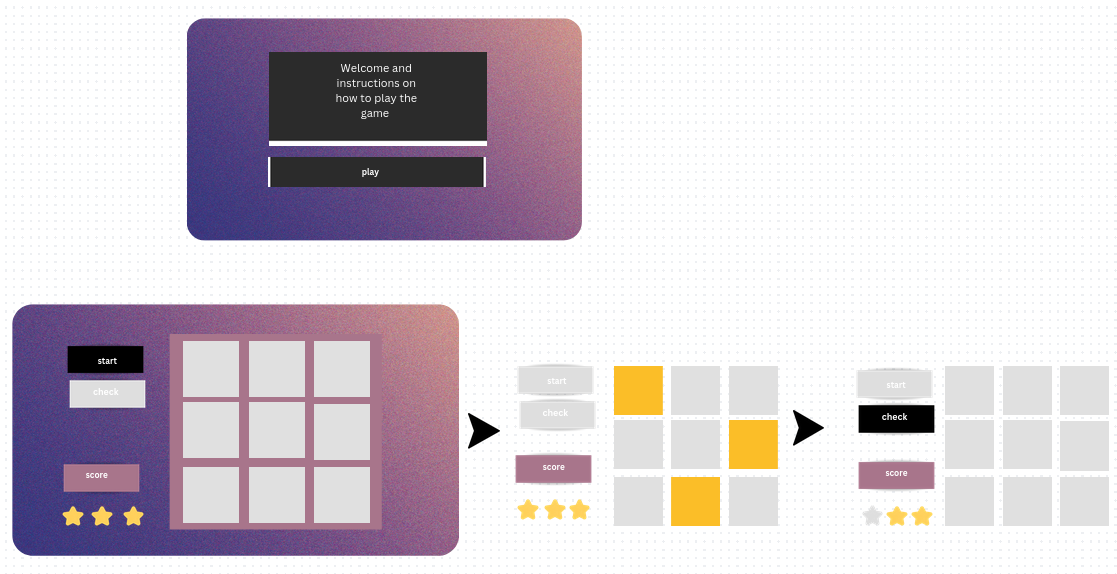 Welcome and
instructions on
how to play the
game
play
start
check
score
start
check
score
start
check
score